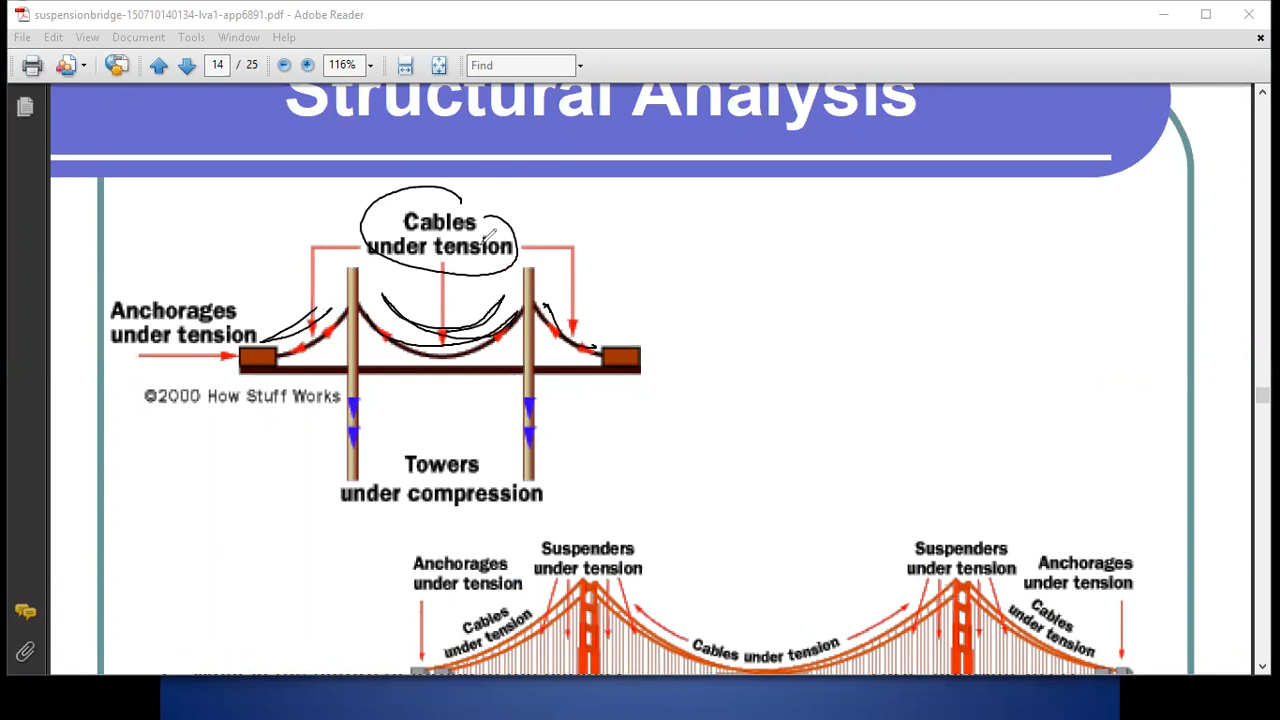 suspensionbridge-150710140134-lva1-app6891.pdf - Adobe Reader
File Edit View Document Tools Window Help
14 / 25 116% Find
Structural Analysis
Cables
under tension
Anchorages
under tension
©2000 How Stuff Works
Towers
under compression
Anchorages
under tension
Suspenders
under tension
Suspenders
under tension
Anchorages
under tension
Cables
under tension
Cables under tension
Cables
under tension